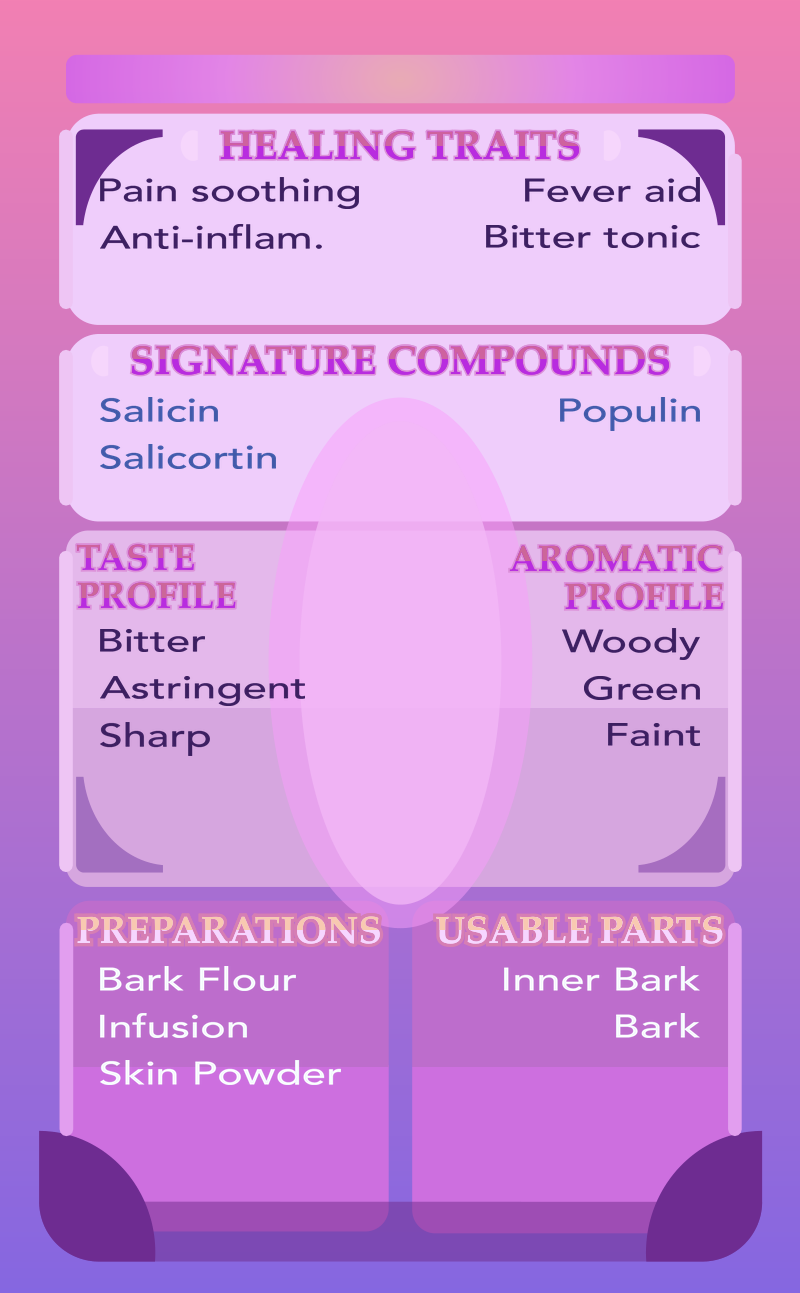 HEALING TRAITS
Pain soothing
Fever aid
Anti-inflam.
Bitter tonic
SIGNATURE COMPOUNDS
Salicin
Populin
Salicortin
TASTE
PROFILE
Bitter
Astringent
Sharp
AROMATIC
PROFILE
Woody
Green
Faint
PREPARATIONS
Bark Flour
Infusion
Skin Powder
USABLE PARTS
Inner Bark
Bark